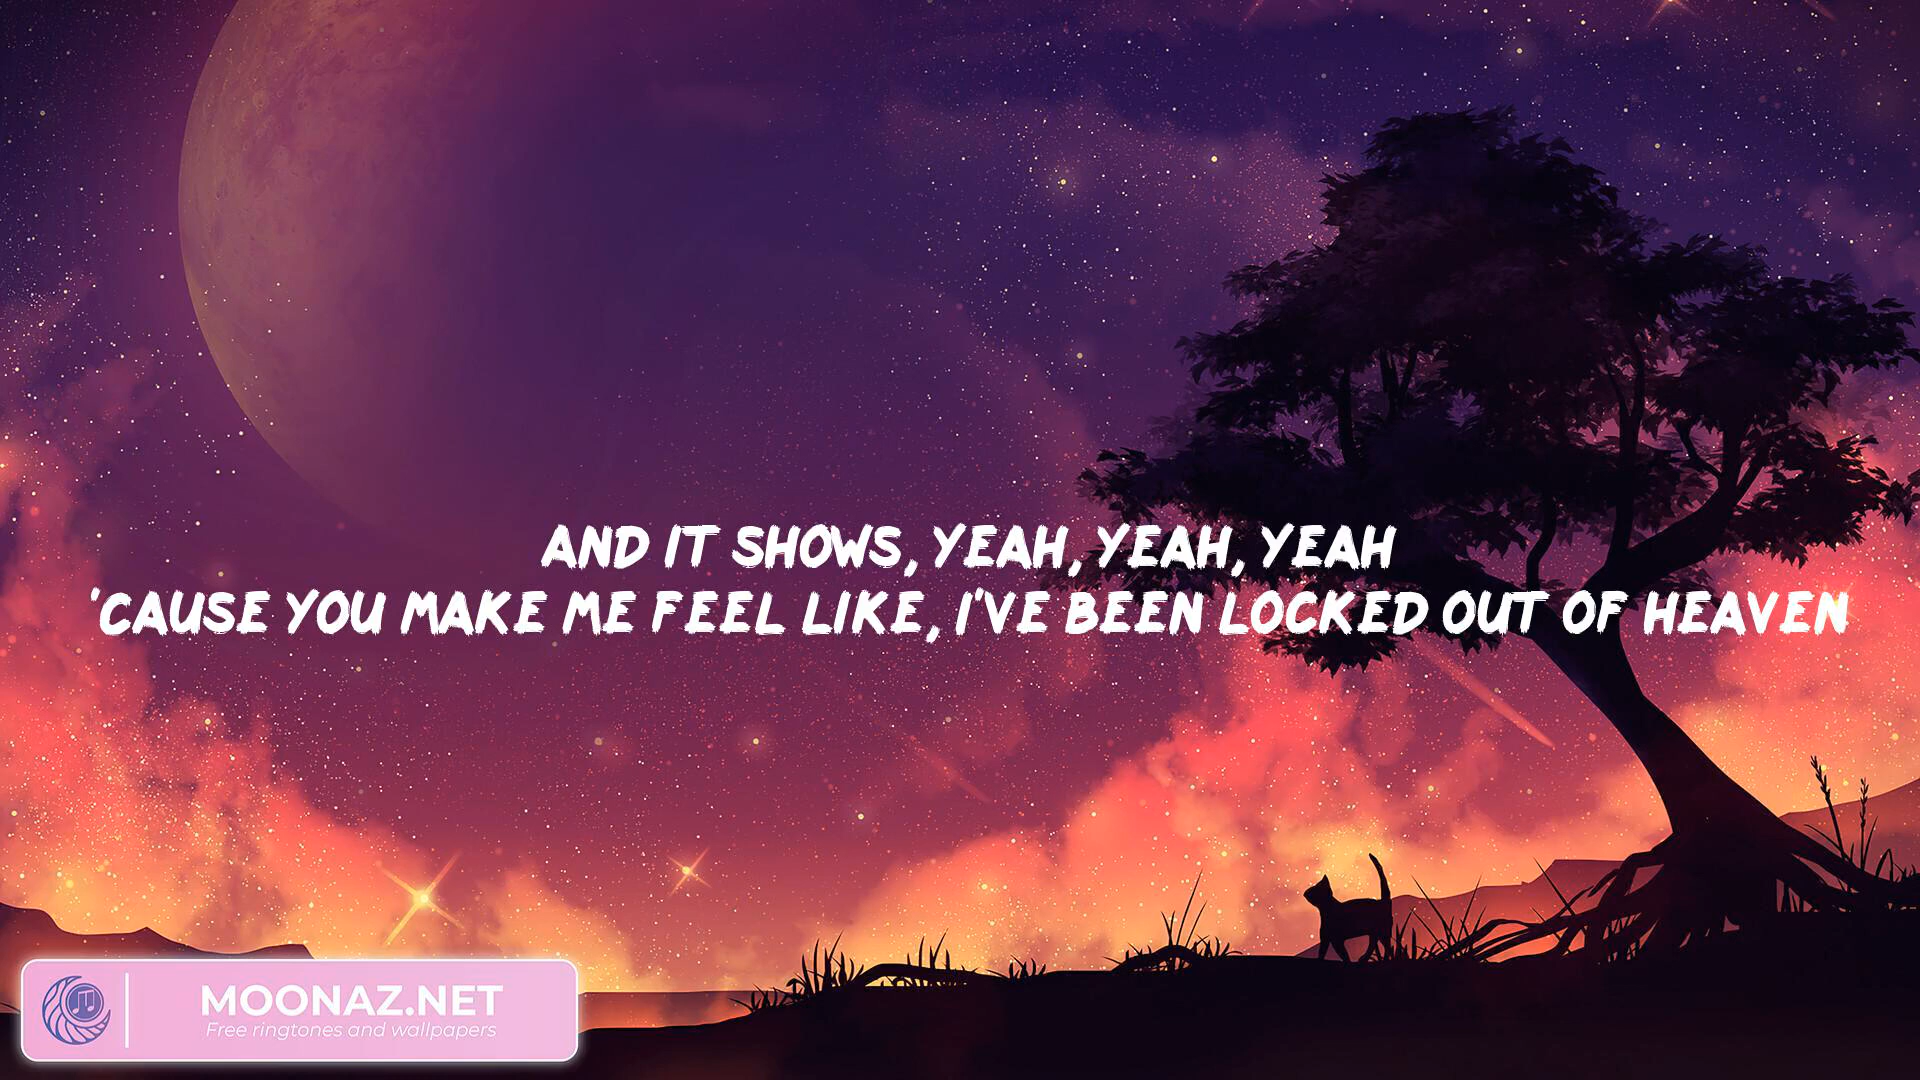 AND IT SHOWS, YEAH, YEAH, YEAH
'CAUSE YOU MAKE ME FEEL LIKE, I'VE BEEN LOCKED OUT OF HEAVEN
MOONAZ.NET
Free ringtones and wallpapers